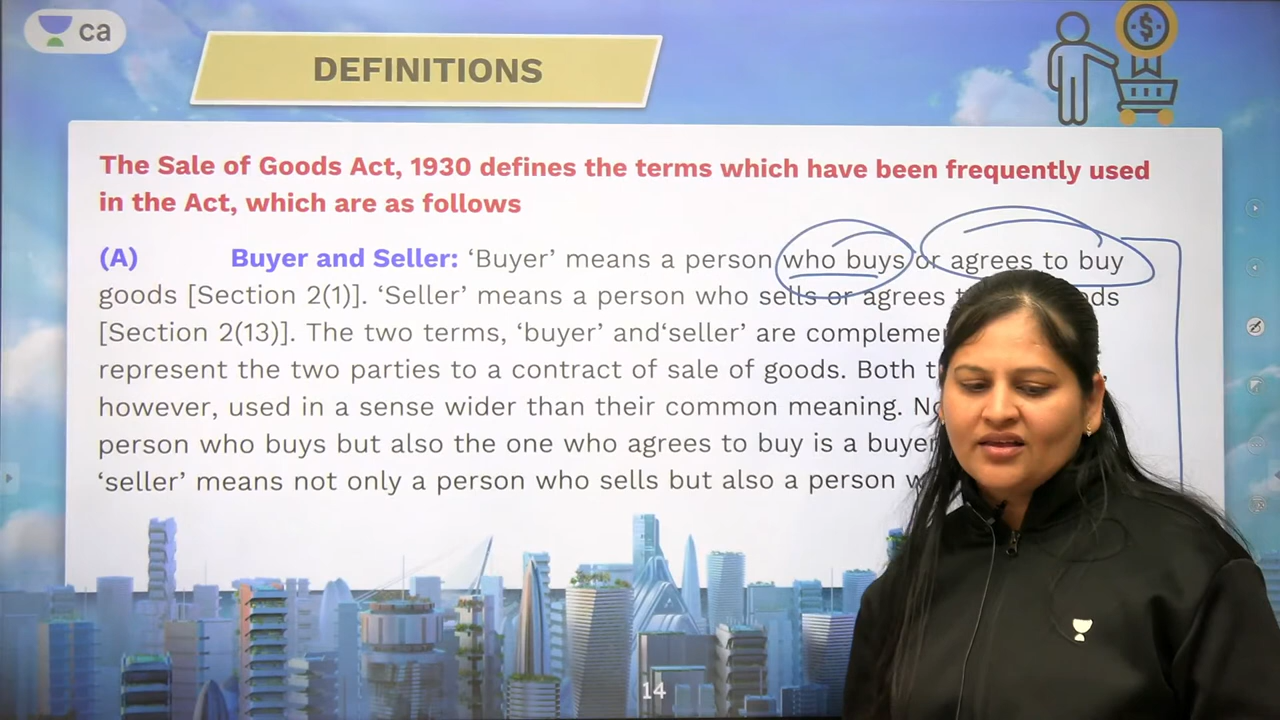 ca
DEFINITIONS
$
The Sale of Goods Act, 1930 defines the terms which have been frequently used
in the Act, which are as follows
(A) Buyer and Seller: ‘Buyer’ means a person who buys or agrees to buy
goods [Section 2(1)]. ‘Seller’ means a person who sells or agrees
[Section 2(13)]. The two terms, ‘buyer’ and‘seller’ are
represent the two parties to a contract of sale of goods. Both
however, used in a sense wider than their common meaning.
person who buys but also the one who agrees to buy is a
‘seller’ means not only a person who sells but also a person
14